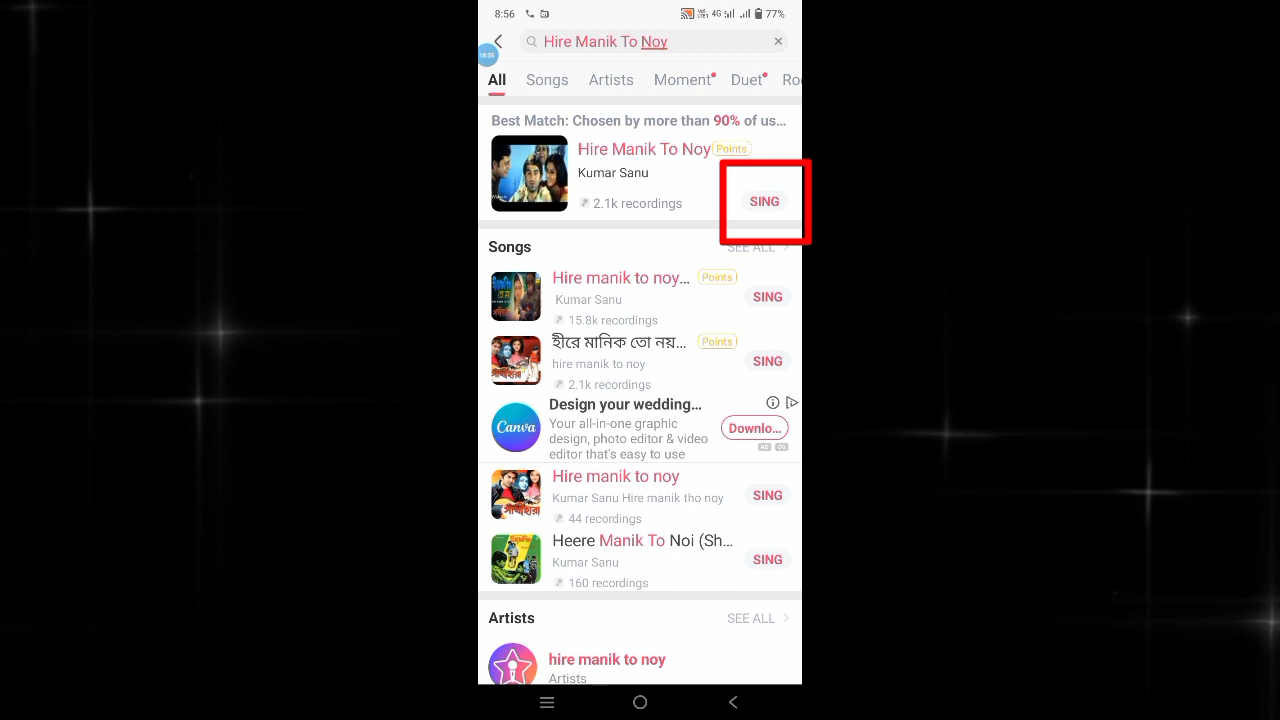 8:56
4G
77%
Hire Manik To Noy
18:35
All Songs Artists Moment Duet Ro
Best Match: Chosen by more than 90% of us...
Hire Manik To Noy Points
Kumar Sanu
2.1k recordings
SING
Songs
SEE ALL
Hire manik to noy... Points
Kumar Sanu
15.8k recordings
SING
হীরে মানিক তো নয়... Points
hire manik to noy
2.1k recordings
SING
Design your wedding...
Canva
Your all-in-one graphic
design, photo editor & video
editor that's easy to use
Downlo...
Hire manik to noy
Kumar Sanu Hire manik tho noy
44 recordings
SING
Heere Manik To Noi (Sh...
Kumar Sanu
160 recordings
SING
Artists
SEE ALL
hire manik to noy
Artists